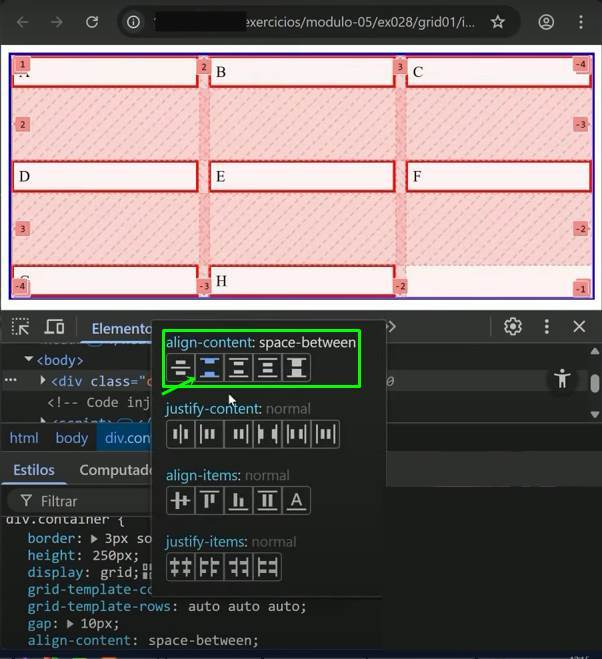 exercicios/modulo-05/ex028/grid01/i...
1 2 3 -4
B C
2 -3
D E F
3 -2
H
-4 -3 -2 -1
Elemento
<body>
<div class="c
<!-- Code inj
align-content: space-between
justify-content: normal
html body div.con
align-items: normal
Estilos Computado
Filtrar
justify-items: normal
div.container {
border: 3px so
height: 250px;
display: grid;
grid-template-co
grid-template-rows: auto auto auto;
gap: 10px;
align-content: space-between;